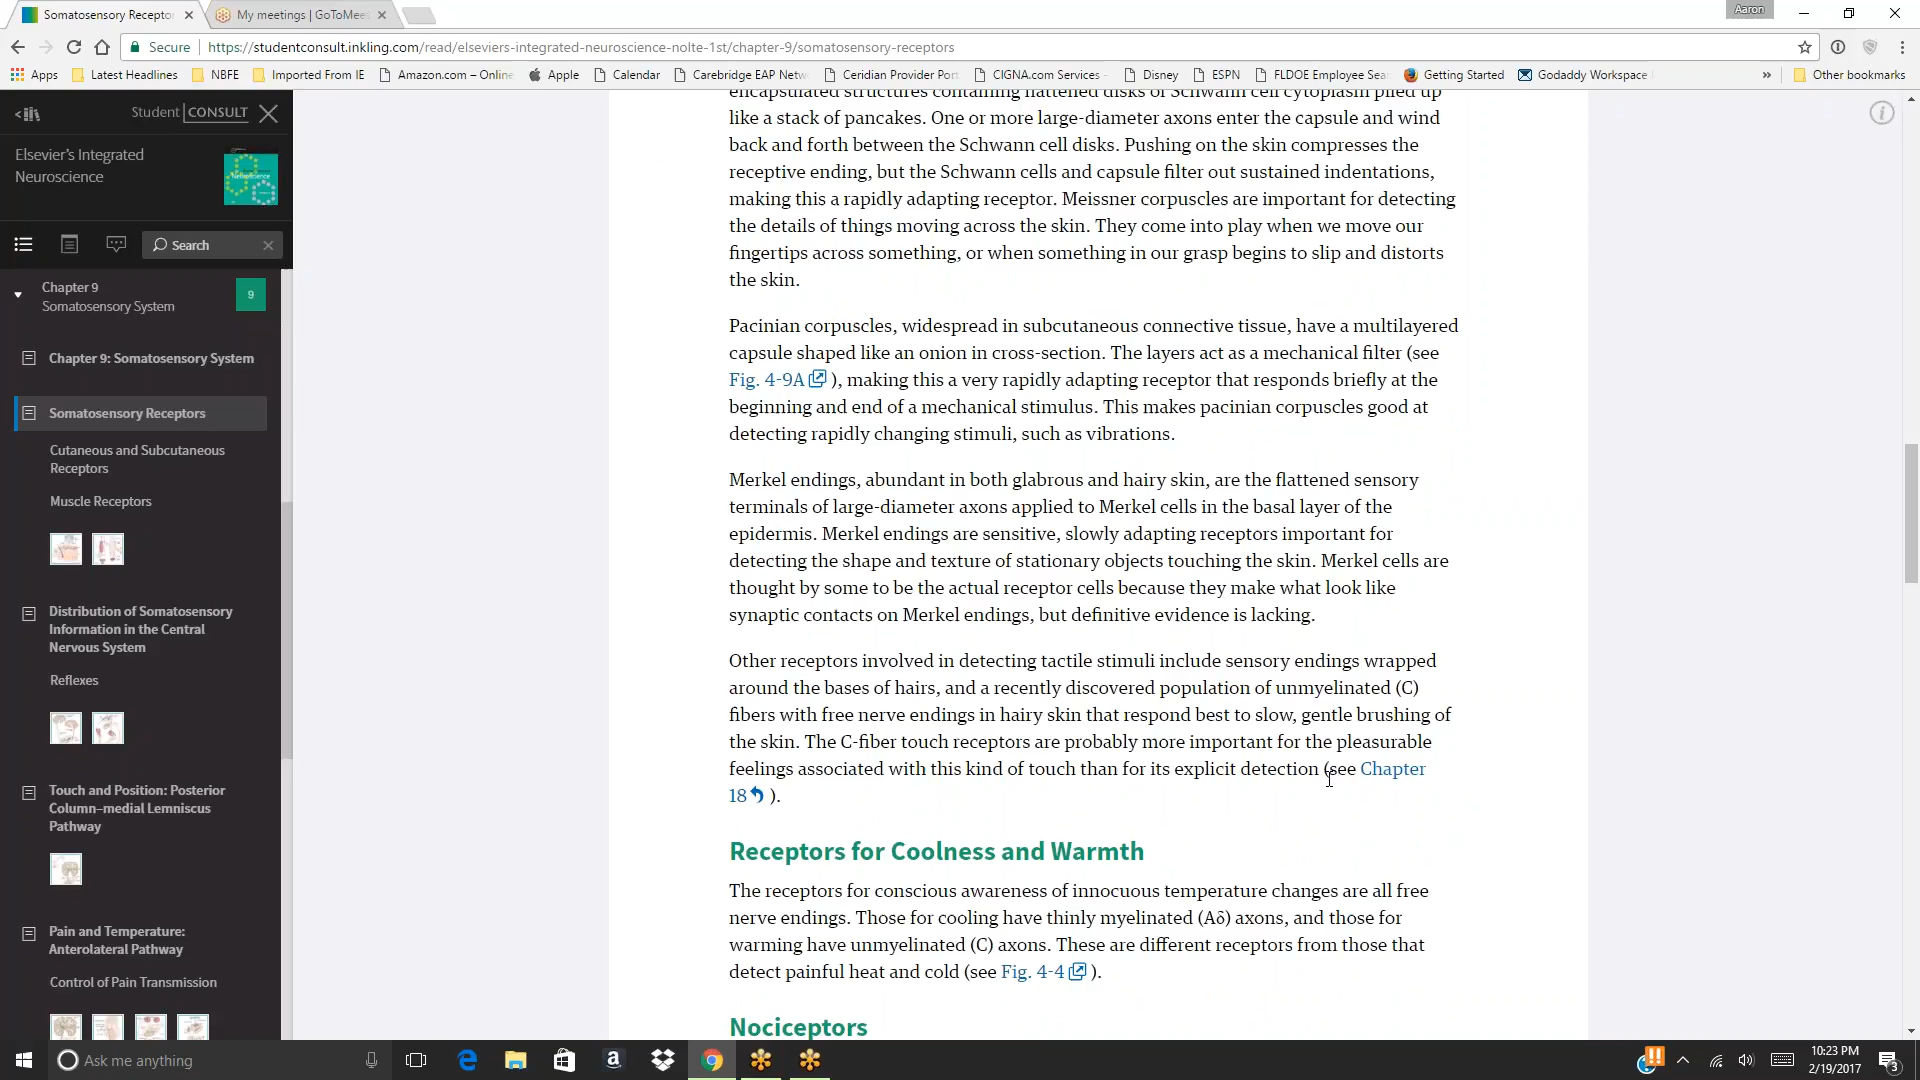 Somatosensory Receptor
My meetings | GoToMee
Aaron
Secure
https://studentconsult.inkling.com/read/elseviers-integrated-neuroscience-nolte-1st/chapter-9/somatosensory-receptors
Apps
Latest Headlines
NBFE
Imported From IE
Amazon.com – Online
Apple
Calendar
Carebridge EAP Netw
Ceridian Provider Por
CIGNA.com Services -
Disney
ESPN
FLDOE Employee Sea
Getting Started
Godaddy Workspace
»
Other bookmarks
Student CONSULT
Elsevier's Integrated
Neuroscience
Search
Chapter 9
Somatosensory System
9
Chapter 9: Somatosensory System
Somatosensory Receptors
Cutaneous and Subcutaneous
Receptors
Muscle Receptors
Distribution of Somatosensory
Information in the Central
Nervous System
Reflexes
Touch and Position: Posterior
Column–medial Lemniscus
Pathway
Pain and Temperature:
Anterolateral Pathway
Control of Pain Transmission
encapsulated structures containing flattened disks of Schwann cell cytoplasm piled up
like a stack of pancakes. One or more large-diameter axons enter the capsule and wind
back and forth between the Schwann cell disks. Pushing on the skin compresses the
receptive ending, but the Schwann cells and capsule filter out sustained indentations,
making this a rapidly adapting receptor. Meissner corpuscles are important for detecting
the details of things moving across the skin. They come into play when we move our
fingertips across something, or when something in our grasp begins to slip and distorts
the skin.
Pacinian corpuscles, widespread in subcutaneous connective tissue, have a multilayered
capsule shaped like an onion in cross-section. The layers act as a mechanical filter (see
Fig. 4-9A ), making this a very rapidly adapting receptor that responds briefly at the
beginning and end of a mechanical stimulus. This makes pacinian corpuscles good at
detecting rapidly changing stimuli, such as vibrations.
Merkel endings, abundant in both glabrous and hairy skin, are the flattened sensory
terminals of large-diameter axons applied to Merkel cells in the basal layer of the
epidermis. Merkel endings are sensitive, slowly adapting receptors important for
detecting the shape and texture of stationary objects touching the skin. Merkel cells are
thought by some to be the actual receptor cells because they make what look like
synaptic contacts on Merkel endings, but definitive evidence is lacking.
Other receptors involved in detecting tactile stimuli include sensory endings wrapped
around the bases of hairs, and a recently discovered population of unmyelinated (C)
fibers with free nerve endings in hairy skin that respond best to slow, gentle brushing of
the skin. The C-fiber touch receptors are probably more important for the pleasurable
feelings associated with this kind of touch than for its explicit detection (see Chapter
18 ).
Receptors for Coolness and Warmth
The receptors for conscious awareness of innocuous temperature changes are all free
nerve endings. Those for cooling have thinly myelinated (Aδ) axons, and those for
warming have unmyelinated (C) axons. These are different receptors from those that
detect painful heat and cold (see Fig. 4-4 ).
Nociceptors
Ask me anything
10:23 PM
2/19/2017
3